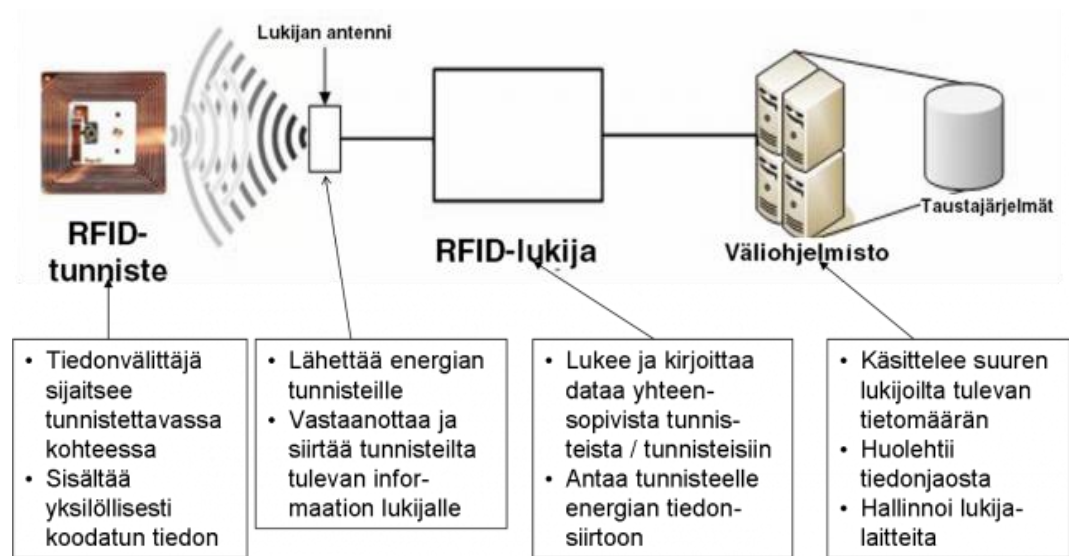 Lukijan antenni
RFID-
tunniste
RFID-lukija
Väliohjelmisto
Taustajärjelmät
• Tiedonvälittäjä
sijaitsee
tunnistettavassa
kohteessa
• Sisältää
yksilöllisesti
koodatun tiedon
• Lähettää energian
tunnisteille
• Vastaanottaa ja
siirtää tunnisteilta
tulevan infor-
maation lukijalle
• Lukee ja kirjoittaa
dataa yhteen-
sopivista tunnis-
teista / tunnisteisiin
• Antaa tunnisteelle
energian tiedon-
siirtoon
• Käsittelee suuren
lukijoilta tulevan
tietomäärän
• Huolehtii
tiedonjaosta
• Hallinnoi lukija-
laitteita